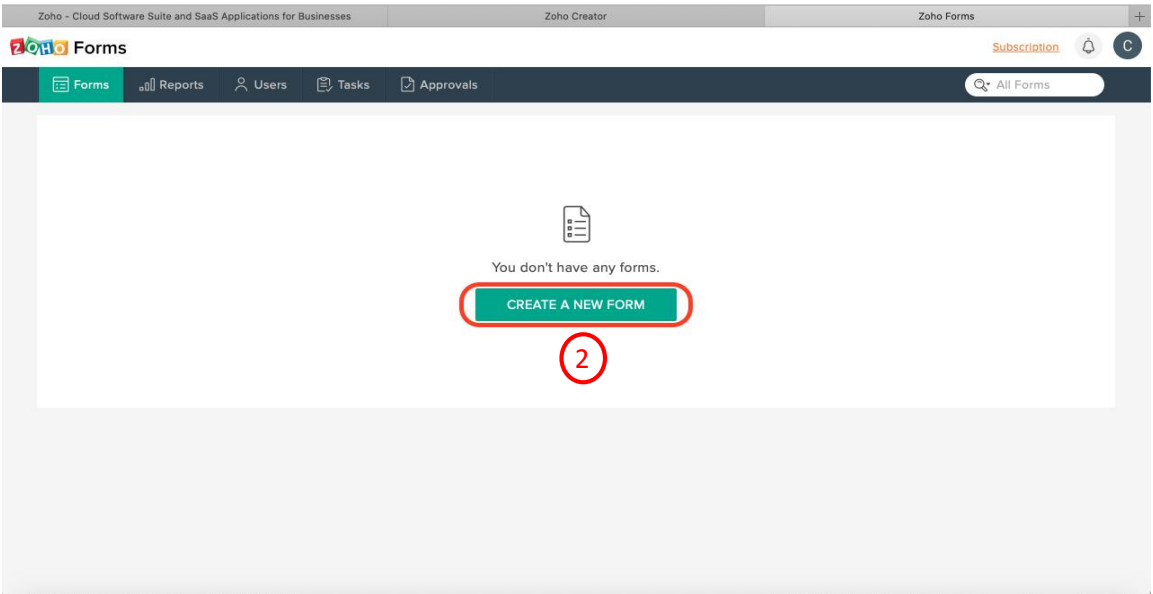 Zoho - Cloud Software Suite and SaaS Applications for Businesses Zoho Creator Zoho Forms +
ZOHO Forms Subscription C
Forms Reports Users Tasks Approvals All Forms
You don't have any forms.
CREATE A NEW FORM
2